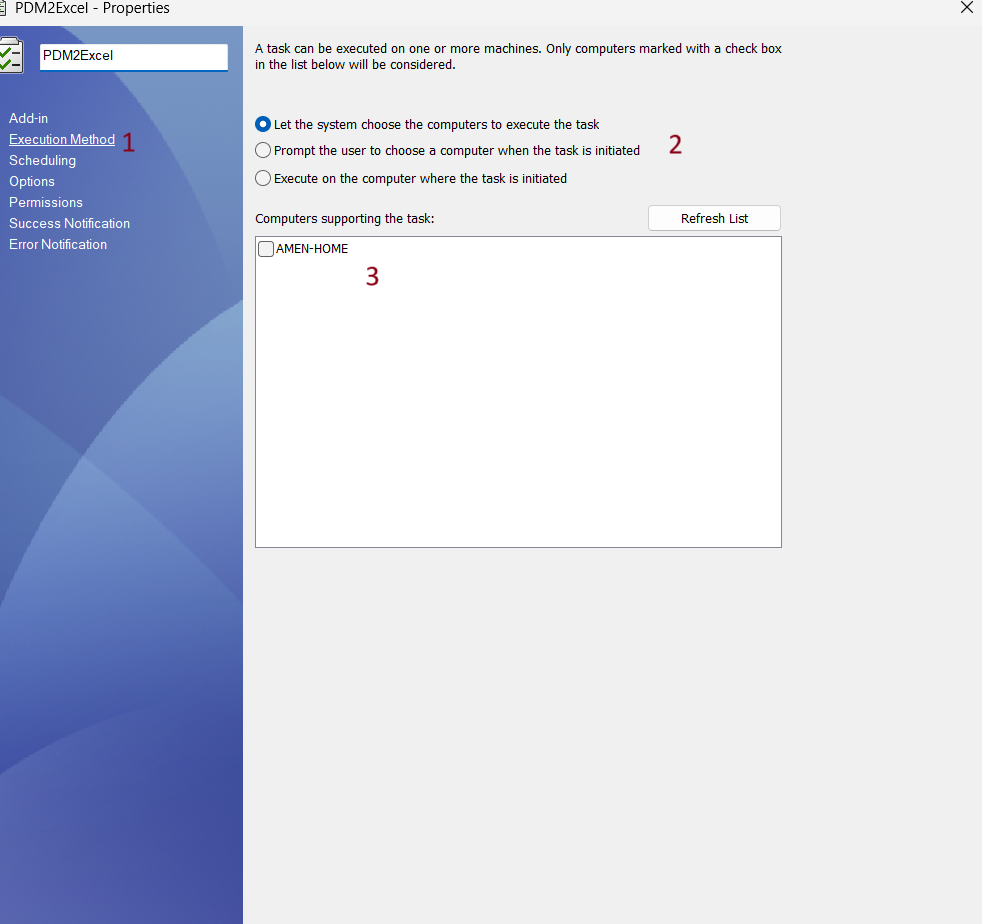 PDM2Excel - Properties
PDM2Excel
Add-in
Execution Method 1
Scheduling
Options
Permissions
Success Notification
Error Notification
A task can be executed on one or more machines. Only computers marked with a check box
in the list below will be considered.
Let the system choose the computers to execute the task
Prompt the user to choose a computer when the task is initiated 2
Execute on the computer where the task is initiated
Computers supporting the task:
Refresh List
AMEN-HOME
3